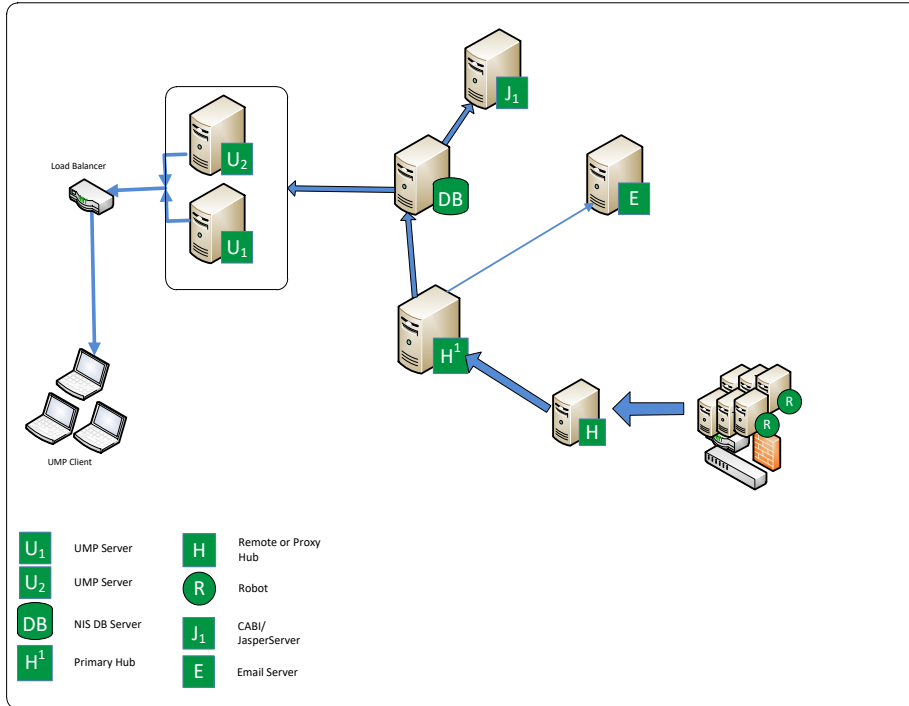 J₁
U₂
Load Balancer
DB
E
U₁
H¹
R
R
H
UMP Client
U₁ UMP Server
U₂ UMP Server
DB NIS DB Server
H¹ Primary Hub
H Remote or Proxy
Hub
R Robot
J₁ CABI/
JasperServer
E Email Server